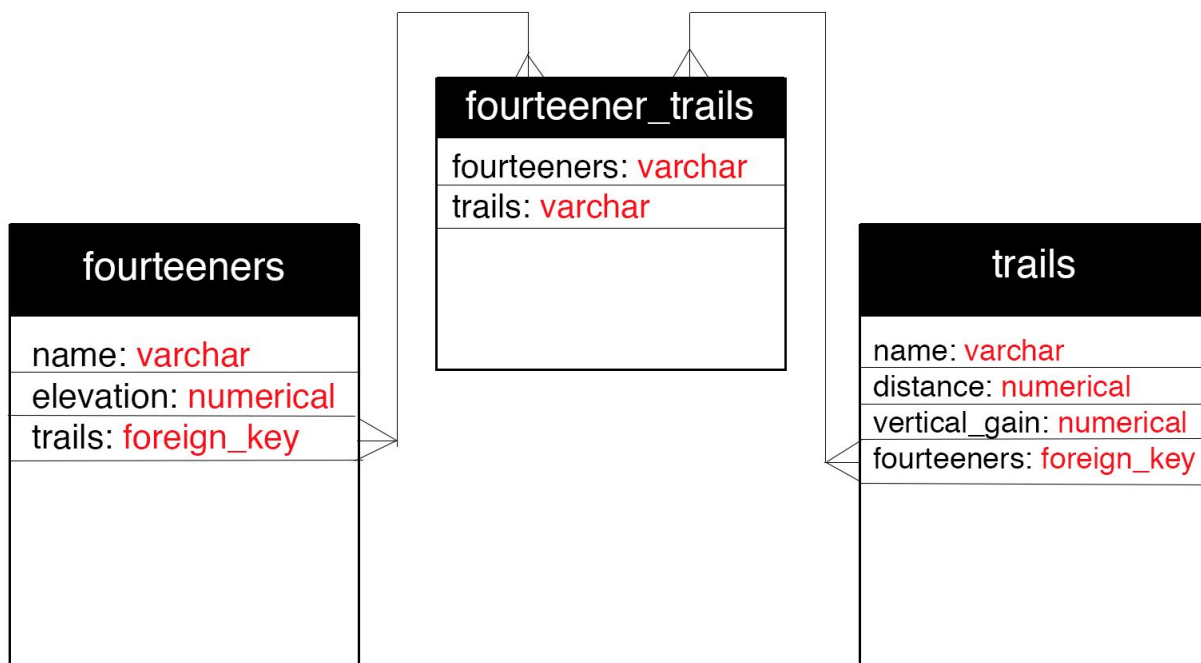 fourteener_trails
fourteeners: varchar
trails: varchar
fourteeners
name: varchar
elevation: numerical
trails: foreign_key
trails
name: varchar
distance: numerical
vertical_gain: numerical
fourteeners: foreign_key